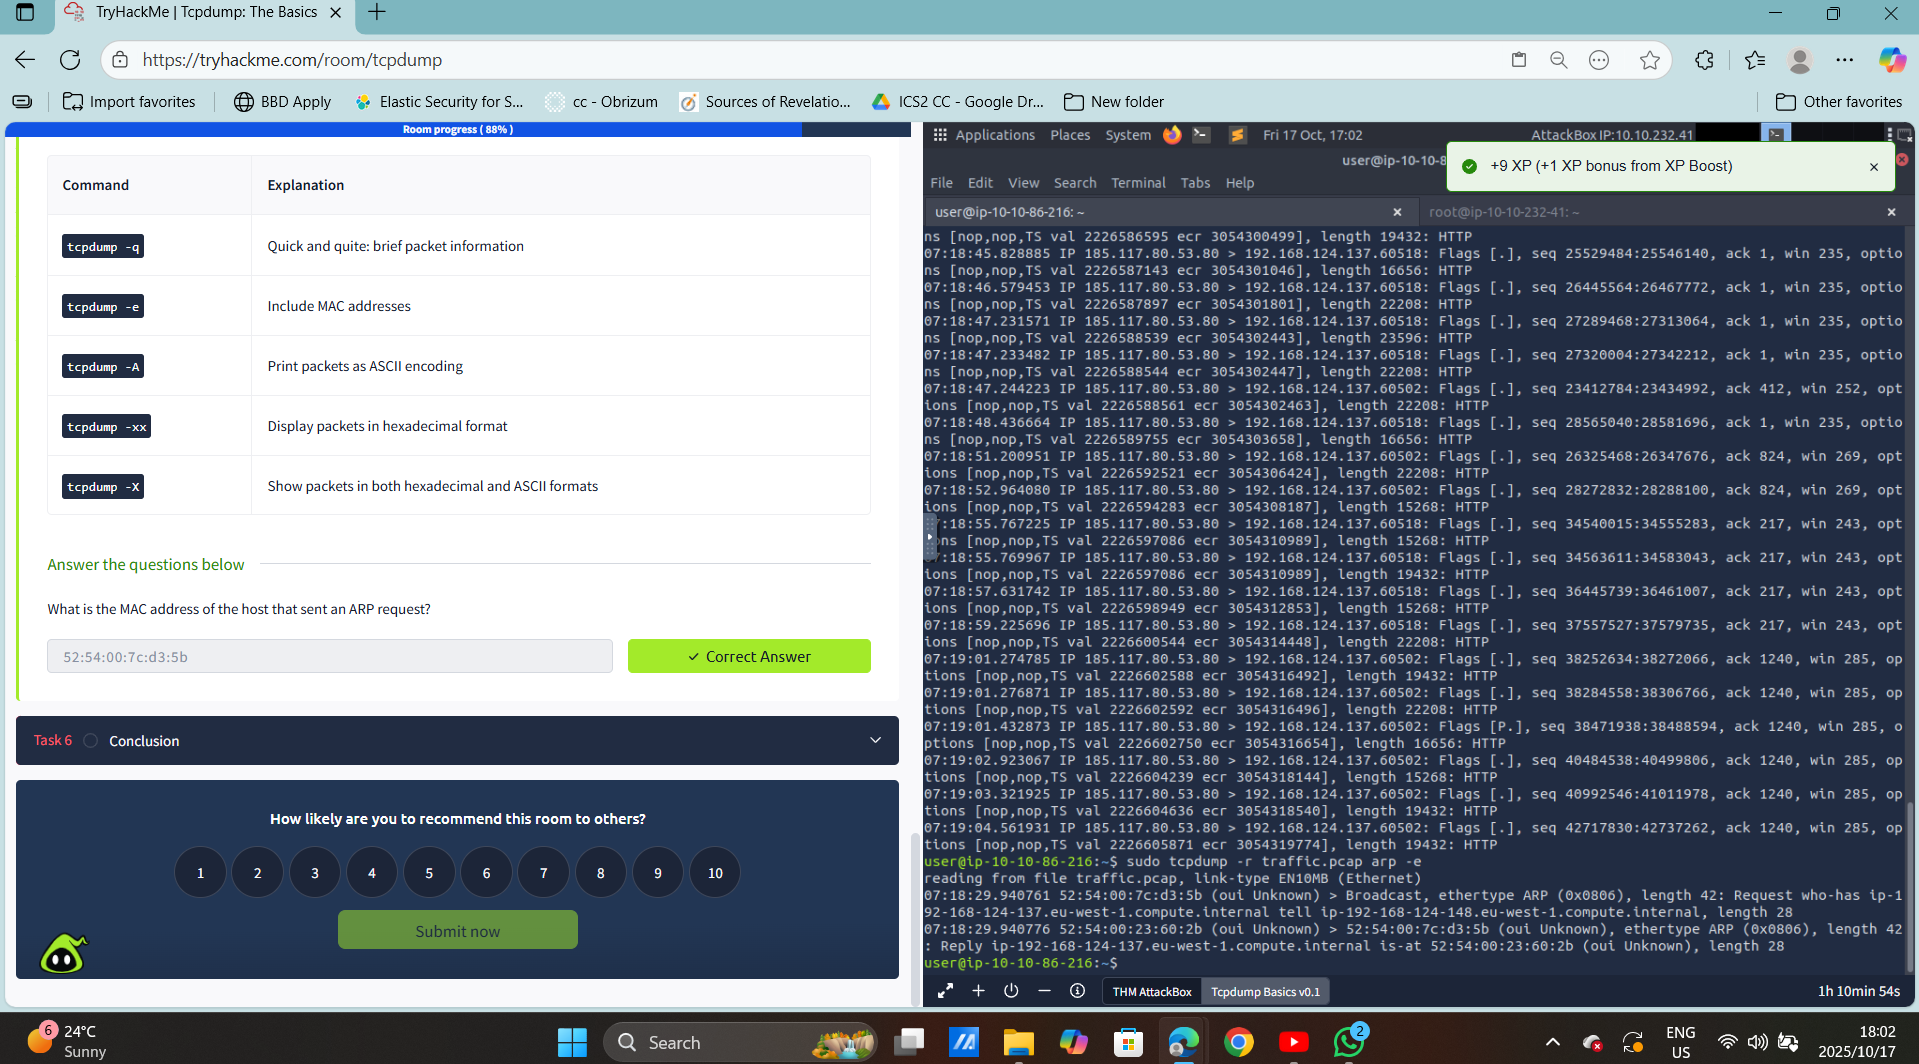 TryHackMe | Tcpdump: The Basics
https://tryhackme.com/room/tcpdump
Import favorites
BBD Apply
Elastic Security for S...
cc - Obrizum
Sources of Revelatio...
ICS2 CC - Google Dr...
New folder
Other favorites
Room progress ( 88% )
Command Explanation
tcpdump -q Quick and quite: brief packet information
tcpdump -e Include MAC addresses
tcpdump -A Print packets as ASCII encoding
tcpdump -xx Display packets in hexadecimal format
tcpdump -X Show packets in both hexadecimal and ASCII formats
Answer the questions below
What is the MAC address of the host that sent an ARP request?
52:54:00:7c:d3:5b
Correct Answer
Task 6 Conclusion
How likely are you to recommend this room to others?
1 2 3 4 5 6 7 8 9 10
Submit now
Applications Places System Fri 17 Oct, 17:02 AttackBox IP:10.10.232.41
user@ip-10-10-8
+9 XP (+1 XP bonus from XP Boost)
File Edit View Search Terminal Tabs Help
user@ip-10-10-86-216: ~
root@ip-10-10-232-41: ~
ns [nop,nop,TS val 2226586595 ecr 3054300499], length 19432: HTTP
07:18:45.828885 IP 185.117.80.53.80 > 192.168.124.137.60518: Flags [.], seq 25529484:25546140, ack 1, win 235, optio
ns [nop,nop,TS val 2226587143 ecr 3054301046], length 16656: HTTP
07:18:46.579453 IP 185.117.80.53.80 > 192.168.124.137.60518: Flags [.], seq 26445564:26467772, ack 1, win 235, optio
ns [nop,nop,TS val 2226587897 ecr 3054301801], length 22208: HTTP
07:18:47.231571 IP 185.117.80.53.80 > 192.168.124.137.60518: Flags [.], seq 27289468:27313064, ack 1, win 235, optio
ns [nop,nop,TS val 2226588539 ecr 3054302443], length 23596: HTTP
07:18:47.233482 IP 185.117.80.53.80 > 192.168.124.137.60518: Flags [.], seq 27320004:27342212, ack 1, win 235, optio
ns [nop,nop,TS val 2226588544 ecr 3054302447], length 22208: HTTP
07:18:47.244223 IP 185.117.80.53.80 > 192.168.124.137.60502: Flags [.], seq 23412784:23434992, ack 412, win 252, opt
ions [nop,nop,TS val 2226588561 ecr 3054302463], length 22208: HTTP
07:18:48.436664 IP 185.117.80.53.80 > 192.168.124.137.60518: Flags [.], seq 28565040:28581696, ack 1, win 235, optio
ns [nop,nop,TS val 2226589755 ecr 3054303658], length 16656: HTTP
07:18:51.200951 IP 185.117.80.53.80 > 192.168.124.137.60502: Flags [.], seq 26325468:26347676, ack 824, win 269, opt
ions [nop,nop,TS val 2226592521 ecr 3054306424], length 22208: HTTP
07:18:52.964080 IP 185.117.80.53.80 > 192.168.124.137.60502: Flags [.], seq 28272832:28288100, ack 824, win 269, opt
ions [nop,nop,TS val 2226594283 ecr 3054308187], length 15268: HTTP
:18:55.767225 IP 185.117.80.53.80 > 192.168.124.137.60518: Flags [.], seq 34540015:34555283, ack 217, win 243, opt
ns [nop,nop,TS val 2226597086 ecr 3054310989], length 15268: HTTP
:18:55.769967 IP 185.117.80.53.80 > 192.168.124.137.60518: Flags [.], seq 34563611:34583043, ack 217, win 243, opt
ions [nop,nop,TS val 2226597086 ecr 3054310989], length 19432: HTTP
07:18:57.631742 IP 185.117.80.53.80 > 192.168.124.137.60518: Flags [.], seq 36445739:36461007, ack 217, win 243, opt
ions [nop,nop,TS val 2226598949 ecr 3054312853], length 15268: HTTP
07:18:59.225696 IP 185.117.80.53.80 > 192.168.124.137.60518: Flags [.], seq 37557527:37579735, ack 217, win 243, opt
ions [nop,nop,TS val 2226600544 ecr 3054314448], length 22208: HTTP
07:19:01.274785 IP 185.117.80.53.80 > 192.168.124.137.60502: Flags [.], seq 38252634:38272066, ack 1240, win 285, op
tions [nop,nop,TS val 2226602588 ecr 3054316492], length 19432: HTTP
07:19:01.276871 IP 185.117.80.53.80 > 192.168.124.137.60502: Flags [.], seq 38284558:38306766, ack 1240, win 285, op
tions [nop,nop,TS val 2226602592 ecr 3054316496], length 22208: HTTP
07:19:01.432873 IP 185.117.80.53.80 > 192.168.124.137.60502: Flags [P.], seq 38471938:38488594, ack 1240, win 285, o
ptions [nop,nop,TS val 2226602750 ecr 3054316654], length 16656: HTTP
07:19:02.923067 IP 185.117.80.53.80 > 192.168.124.137.60502: Flags [.], seq 40484538:40499806, ack 1240, win 285, op
tions [nop,nop,TS val 2226604239 ecr 3054318144], length 15268: HTTP
07:19:03.321925 IP 185.117.80.53.80 > 192.168.124.137.60502: Flags [.], seq 40992546:41011978, ack 1240, win 285, op
tions [nop,nop,TS val 2226604636 ecr 3054318540], length 19432: HTTP
07:19:04.561931 IP 185.117.80.53.80 > 192.168.124.137.60502: Flags [.], seq 42717830:42737262, ack 1240, win 285, op
tions [nop,nop,TS val 2226605871 ecr 3054319774], length 19432: HTTP
user@ip-10-10-86-216:~$ sudo tcpdump -r traffic.pcap arp -e
reading from file traffic.pcap, link-type EN10MB (Ethernet)
07:18:29.940761 52:54:00:7c:d3:5b (oui Unknown) > Broadcast, ethertype ARP (0x0806), length 42: Request who-has ip-1
92-168-124-137.eu-west-1.compute.internal tell ip-192-168-124-148.eu-west-1.compute.internal, length 28
07:18:29.940776 52:54:00:23:60:2b (oui Unknown) > 52:54:00:7c:d3:5b (oui Unknown), ethertype ARP (0x0806), length 42
: Reply ip-192-168-124-137.eu-west-1.compute.internal is-at 52:54:00:23:60:2b (oui Unknown), length 28
user@ip-10-10-86-216:~$
THM AttackBox
Tcpdump Basics v0.1
1h 10min 54s
6
24°C
Sunny
Search
2
ENG
US
18:02
2025/10/17